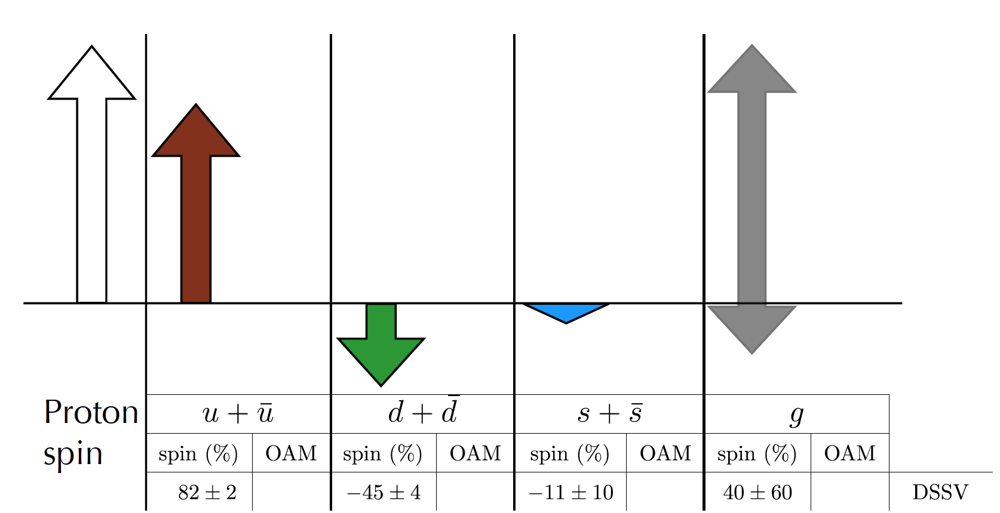 Proton
spin
u + ū d + d̄ s + s̄ g
spin (%) OAM spin (%) OAM spin (%) OAM spin (%) OAM
82 ± 2 −45 ± 4 −11 ± 10 40 ± 60 DSSV